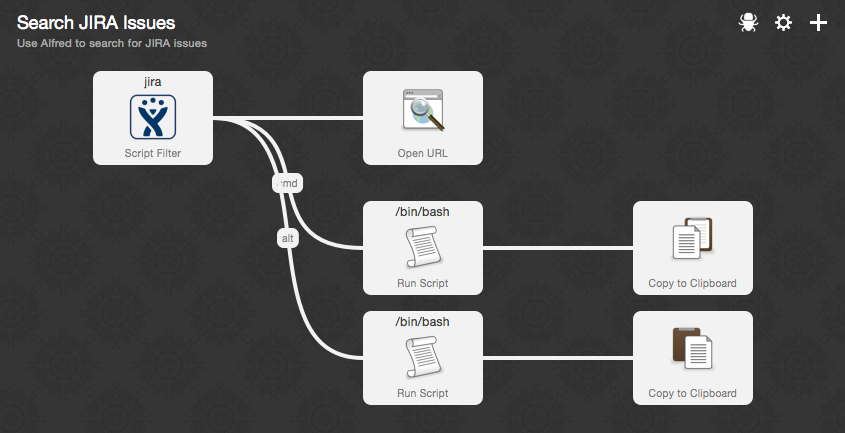 Search JIRA Issues
Use Alfred to search for JIRA issues
jira
Script Filter
Open URL
cmd
/bin/bash
Run Script
Copy to Clipboard
alt
/bin/bash
Run Script
Copy to Clipboard